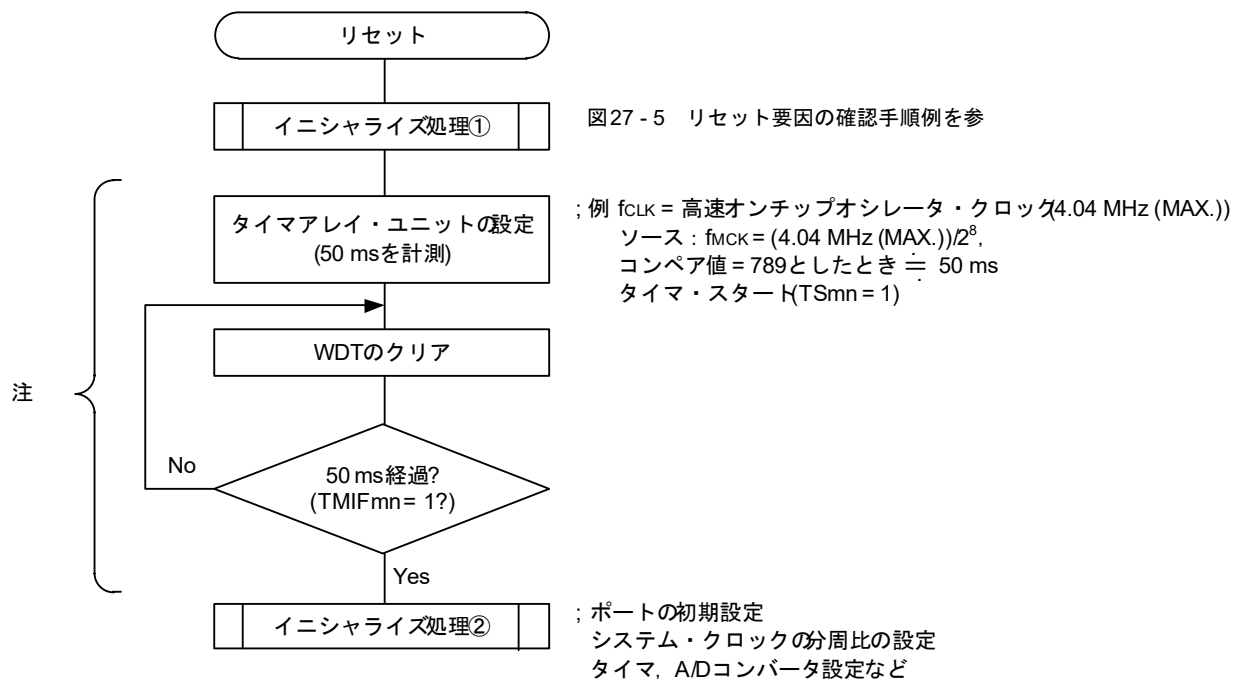 リセット
イニシャライズ処理①
図27 - 5　リセット要因の確認手順例を参
タイマアレイ・ユニットの設定
(50 msを計測)
; 例 fCLK = 高速オンチップオシレータ・クロック(4.04 MHz (MAX.))
ソース : fMCK = (4.04 MHz (MAX.))/2⁸,
コンペア値 = 789としたとき ≒ 50 ms
タイマ・スタート(TSmn = 1)
WDTのクリア
注
No
50 ms経過?
(TMIFmn = 1?)
Yes
イニシャライズ処理②
; ポートの初期設定
システム・クロックの分周比の設定
タイマ, A/Dコンバータ設定など